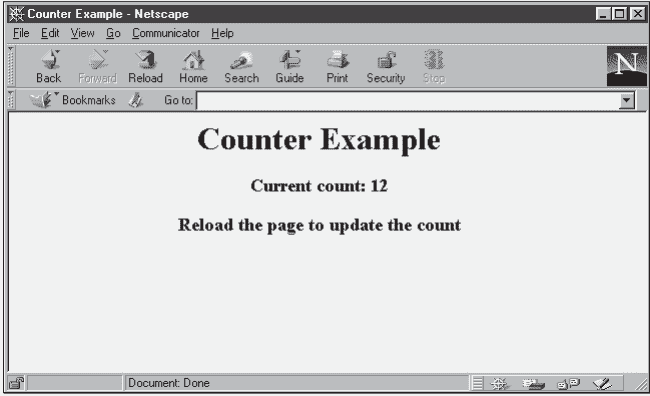 Counter Example - Netscape
File Edit View Go Communicator Help
Back Forward Reload Home Search Guide Print Security Stop
N
Bookmarks Go to:
Counter Example
Current count: 12
Reload the page to update the count
Document: Done